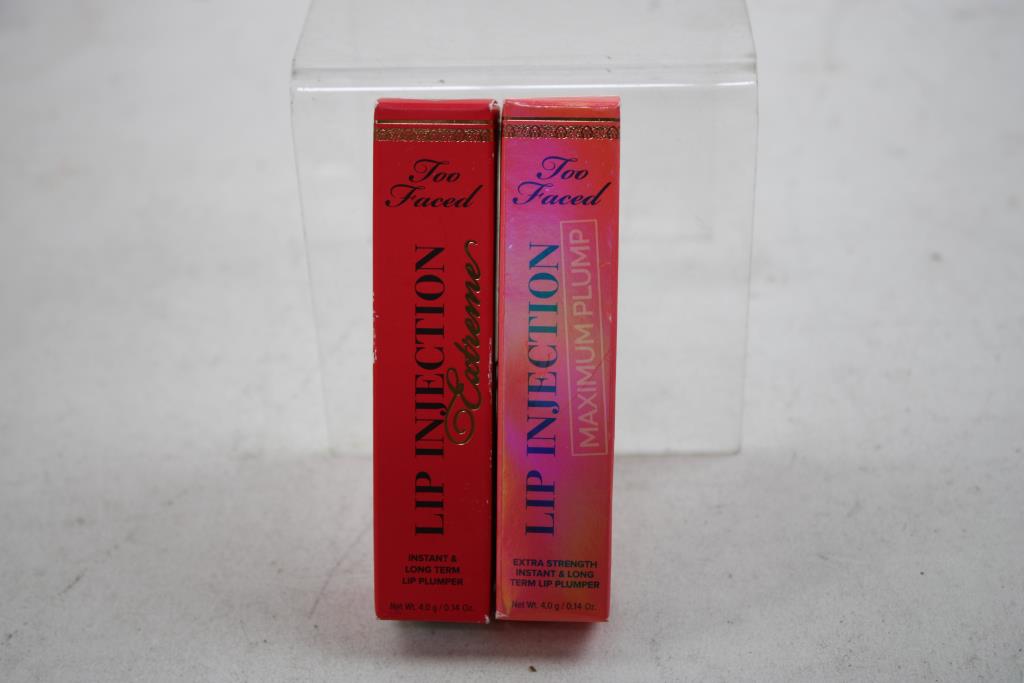 Too
Faced
LIP INJECTION
Extreme
INSTANT &
LONG TERM
LIP PLUMPER
Net Wt. 4.0 g / 0.14 Oz.
Too
Faced
LIP INJECTION
MAXIMUM PLUMP
EXTRA STRENGTH
INSTANT & LONG
TERM LIP PLUMPER
Net Wt. 4.0 g / 0.14 Oz.